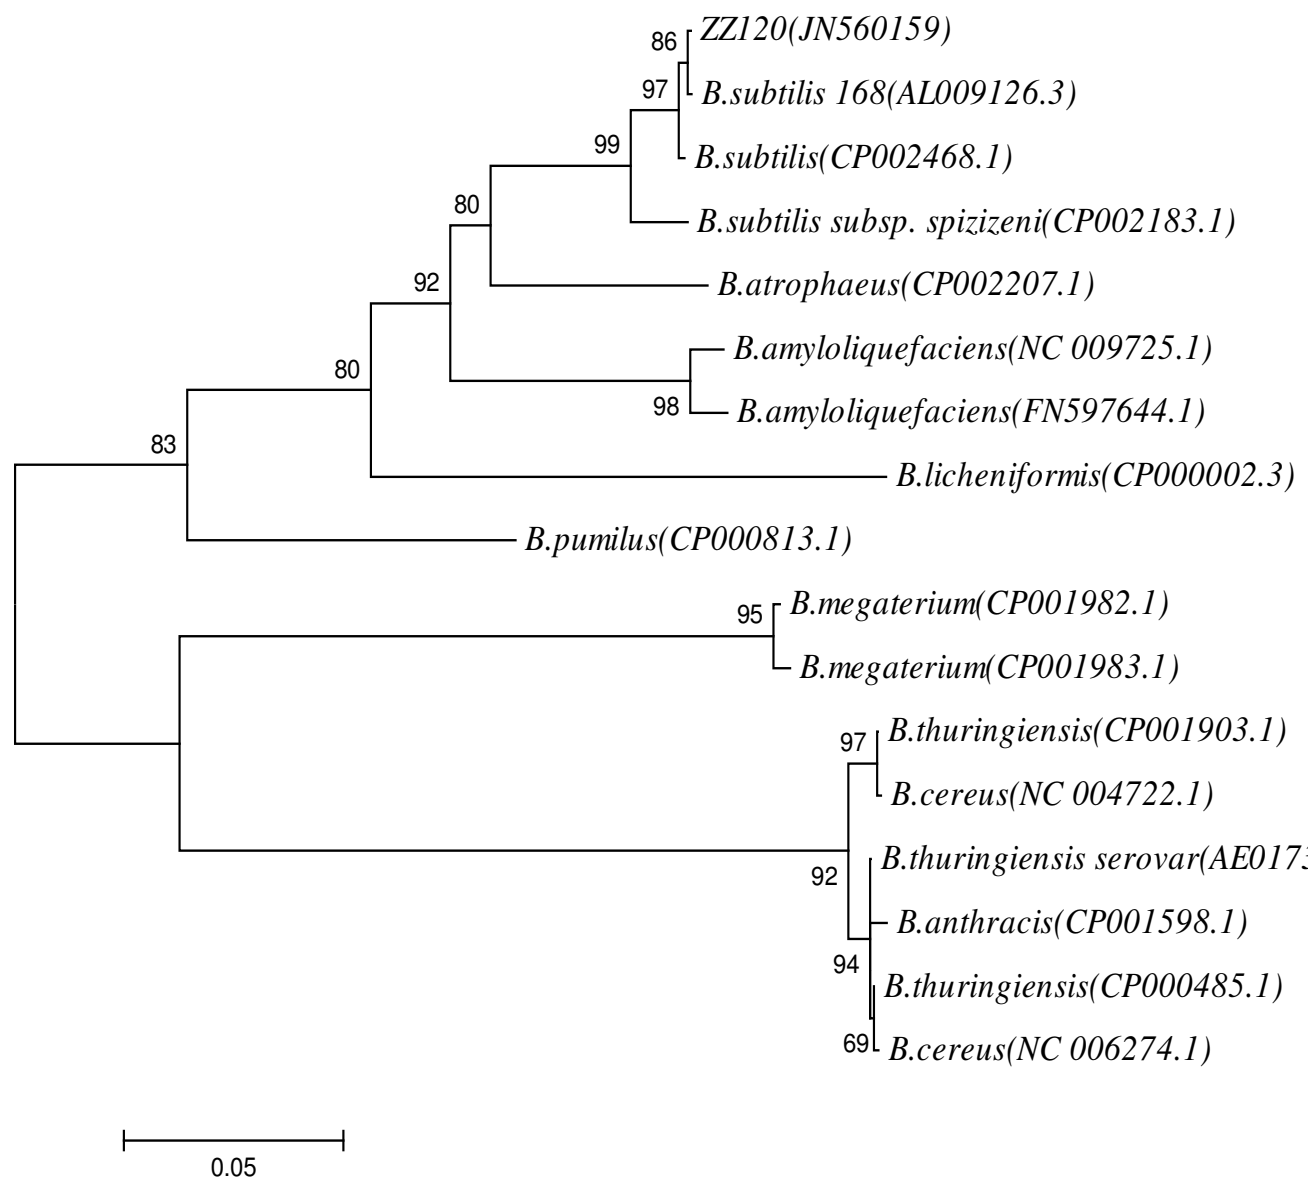 86
ZZ120(JN560159)
97
B.subtilis 168(AL009126.3)
99
B.subtilis(CP002468.1)
80
B.subtilis subsp. spizizeni(CP002183.1)
92
B.atrophaeus(CP002207.1)
80
B.amyloliquefaciens(NC 009725.1)
98
B.amyloliquefaciens(FN597644.1)
83
B.licheniformis(CP000002.3)
B.pumilus(CP000813.1)
95
B.megaterium(CP001982.1)
B.megaterium(CP001983.1)
97
B.thuringiensis(CP001903.1)
B.cereus(NC 004722.1)
92
B.thuringiensis serovar(AE017
B.anthracis(CP001598.1)
94
B.thuringiensis(CP000485.1)
69
B.cereus(NC 006274.1)
0.05